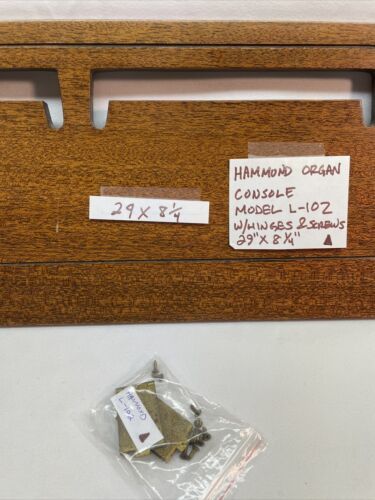 29 X 8 1/4
HAMMOND ORGAN
CONSOLE
MODEL L-102
W/HINGES & SCREWS
29" X 8 1/4"
HAMMOND
L-102